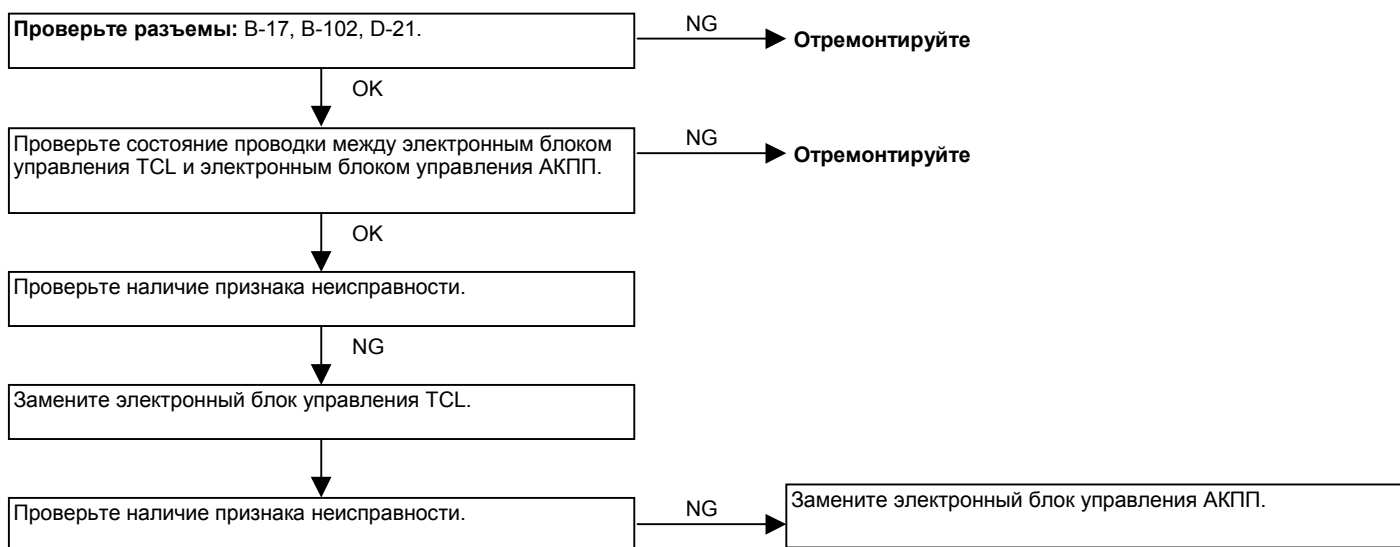 Проверьте разъемы: B-17, B-102, D-21.
NG
Отремонтируйте
OK
Проверьте состояние проводки между электронным блоком
управления TCL и электронным блоком управления АКПП.
NG
Отремонтируйте
OK
Проверьте наличие признака неисправности.
NG
Замените электронный блок управления TCL.
Проверьте наличие признака неисправности.
NG
Замените электронный блок управления АКПП.